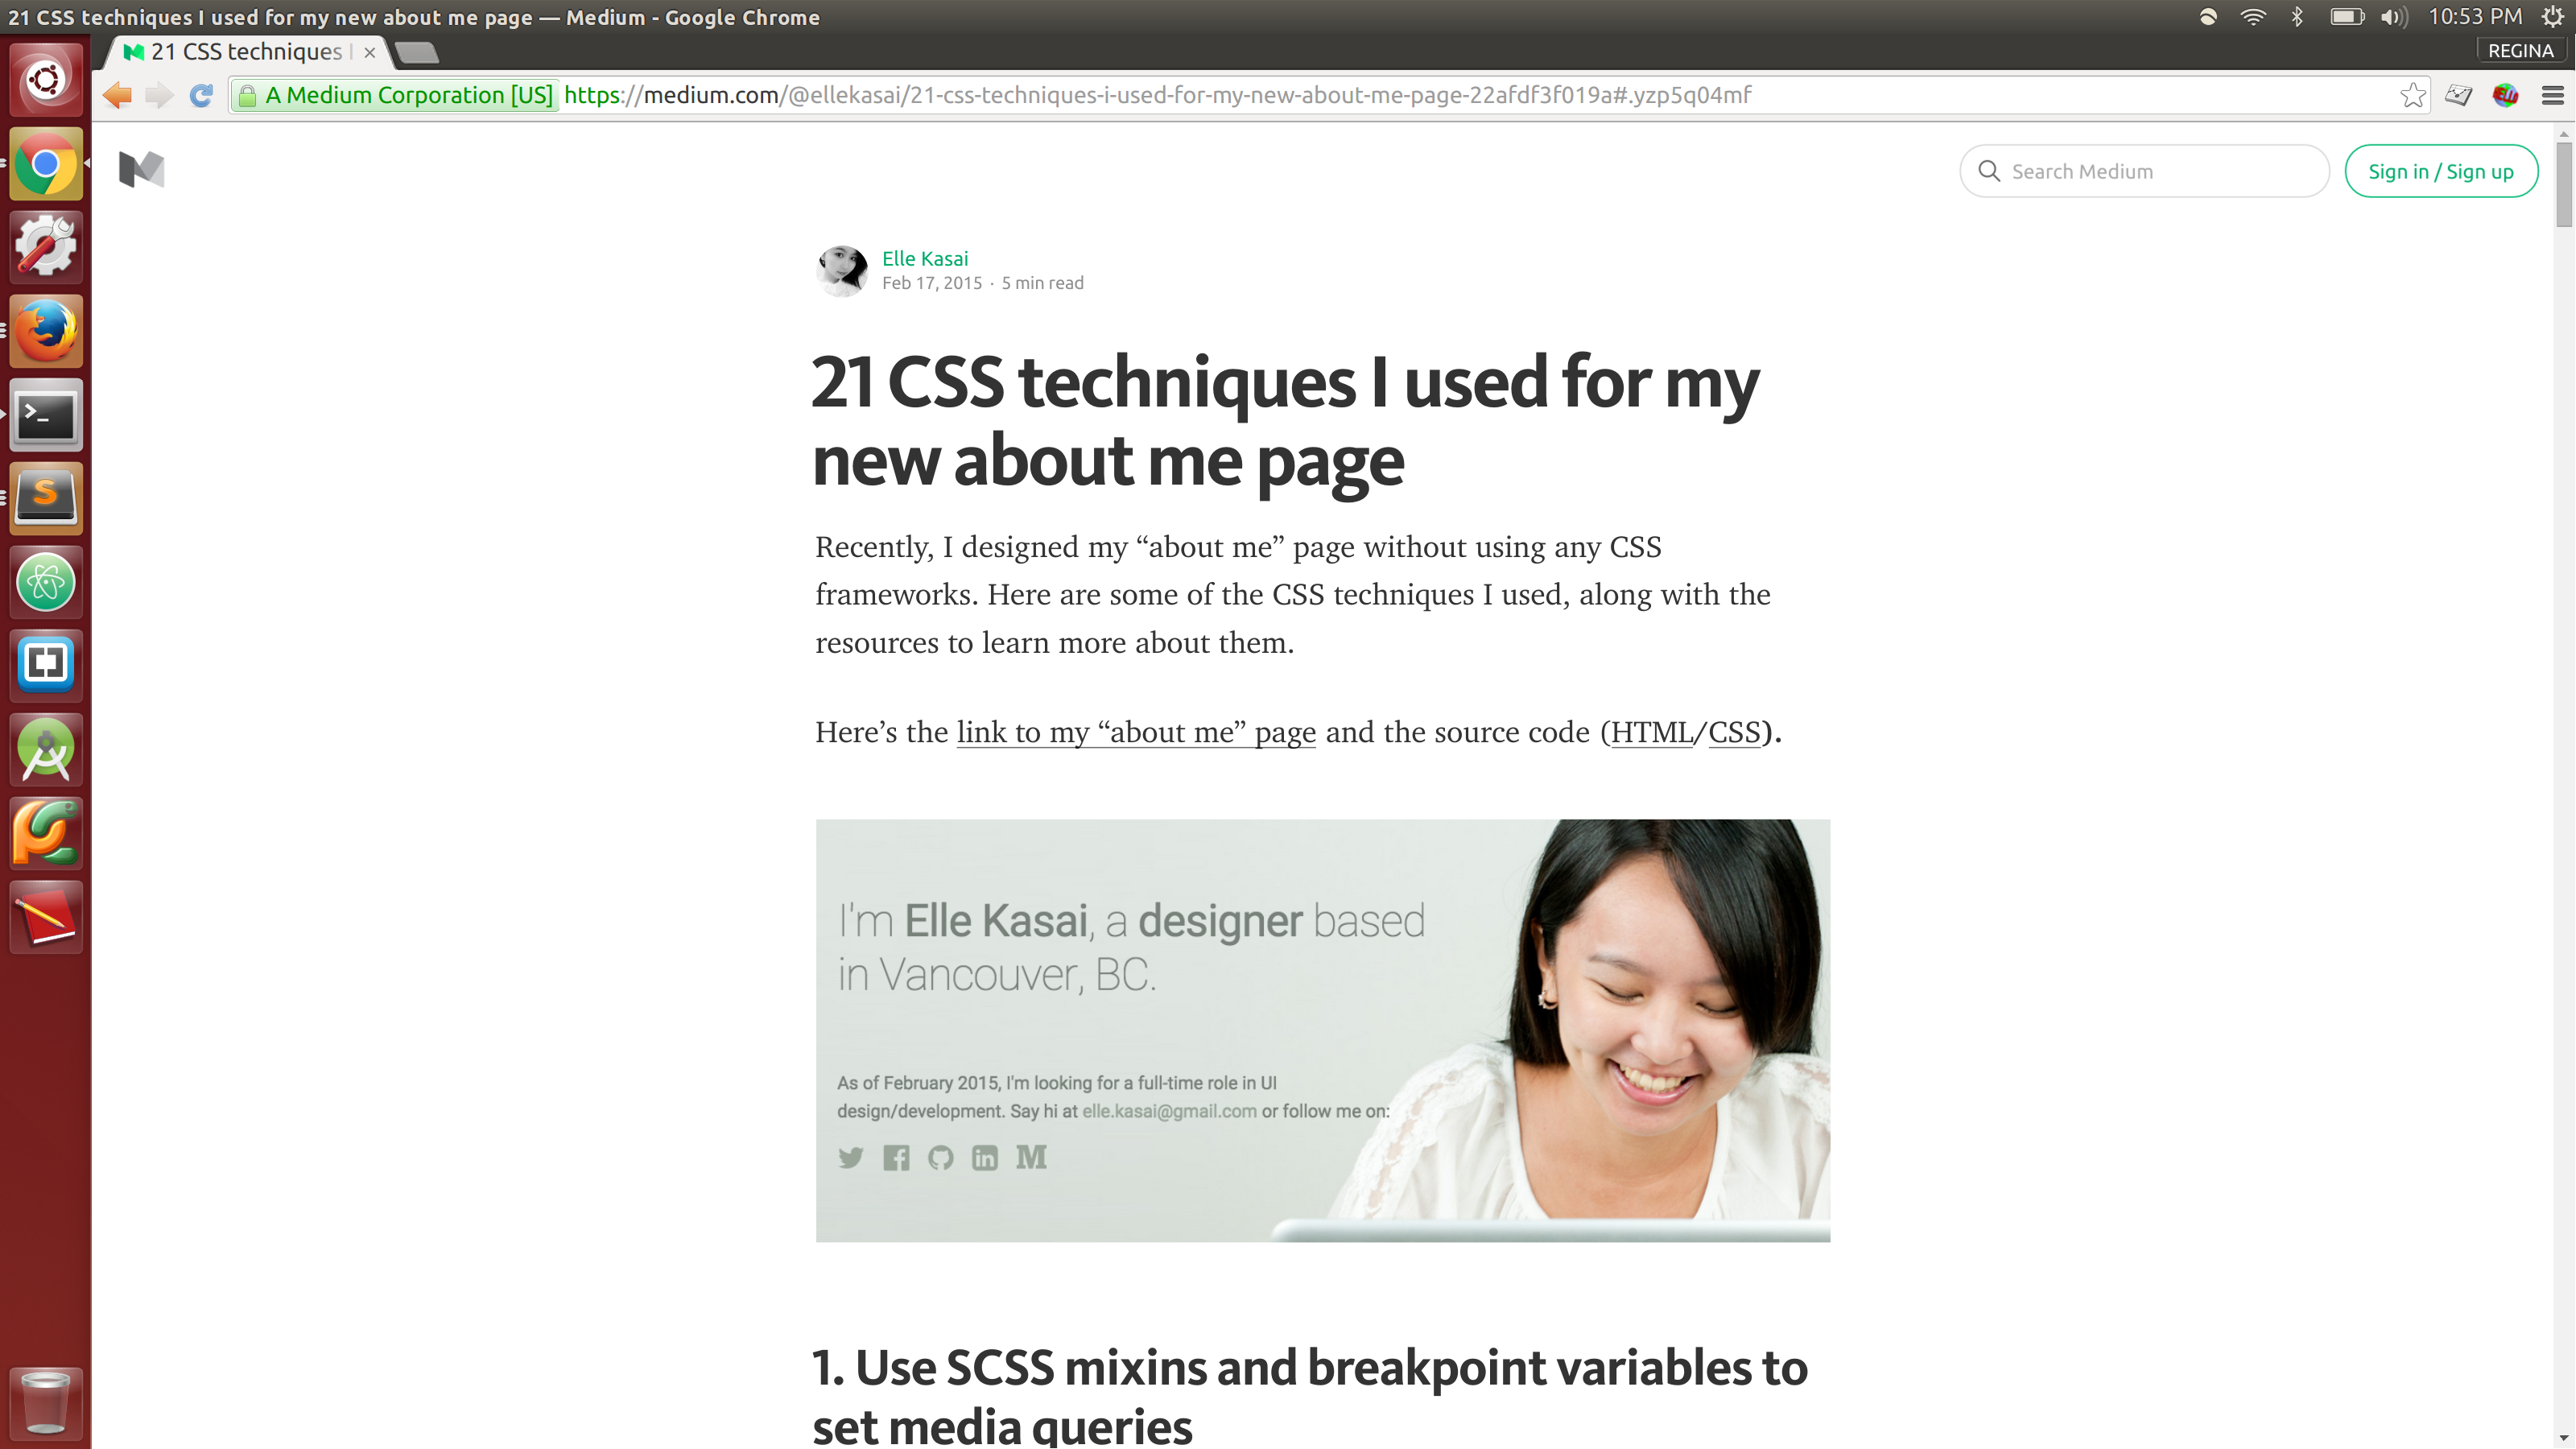 21 CSS techniques I used for my new about me page — Medium - Google Chrome
10:53 PM
21 CSS techniques I
REGINA
A Medium Corporation [US] https://medium.com/@ellekasai/21-css-techniques-i-used-for-my-new-about-me-page-22afdf3f019a#.yzp5q04mf
Search Medium
Sign in / Sign up
Elle Kasai
Feb 17, 2015 · 5 min read
21 CSS techniques I used for my
new about me page
Recently, I designed my “about me” page without using any CSS
frameworks. Here are some of the CSS techniques I used, along with the
resources to learn more about them.
Here’s the link to my “about me” page and the source code (HTML/CSS).
I'm Elle Kasai, a designer based
in Vancouver, BC.
As of February 2015, I'm looking for a full-time role in UI
design/development. Say hi at elle.kasai@gmail.com or follow me on:
1. Use SCSS mixins and breakpoint variables to
set media queries